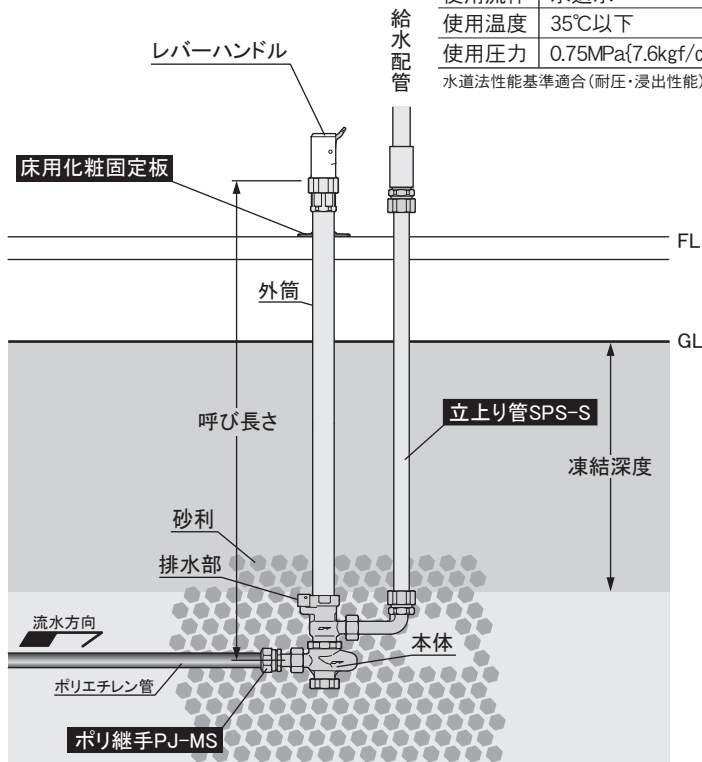 使用温度 35℃以下
使用圧力 0.75MPa{7.6kgf/c
水道法性能基準適合(耐圧・浸出性能)
給水配管
レバーハンドル
床用化粧固定板
FL
外筒
GL
呼び長さ
立上り管SPS-S
凍結深度
砂利
排水部
流水方向
本体
ポリエチレン管
ポリ継手PJ-MS